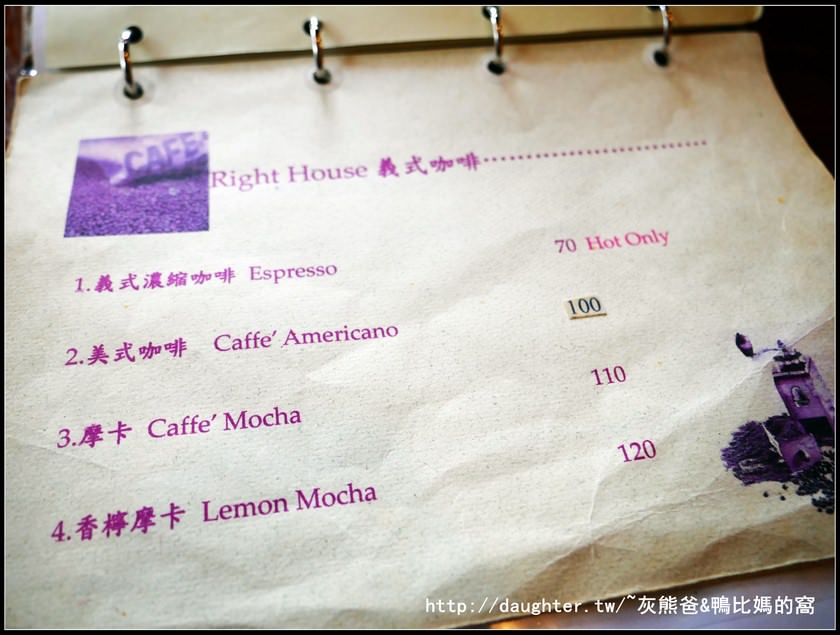 CAFE
Right House 義式咖啡..............................
1.義式濃縮咖啡 Espresso 70 Hot Only
2.美式咖啡 Caffe' Americano 100
3.摩卡 Caffe' Mocha 110
4.香檸摩卡 Lemon Mocha 120
http://daughter.tw/~灰熊爸&鴨比媽的窩